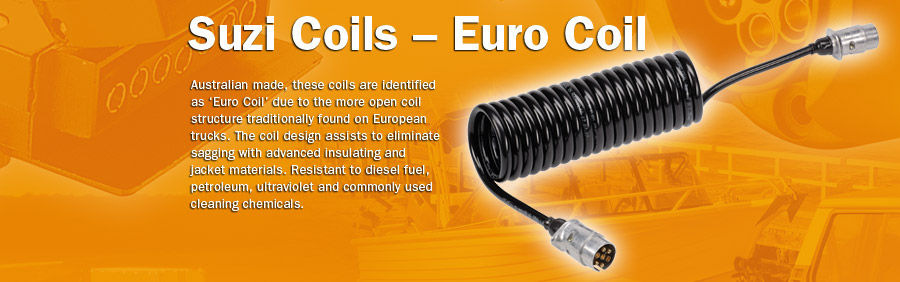 Suzi Coils – Euro Coil
Australian made, these coils are identified
as ‘Euro Coil’ due to the more open coil
structure traditionally found on European
trucks. The coil design assists to eliminate
sagging with advanced insulating and
jacket materials. Resistant to diesel fuel,
petroleum, ultraviolet and commonly used
cleaning chemicals.